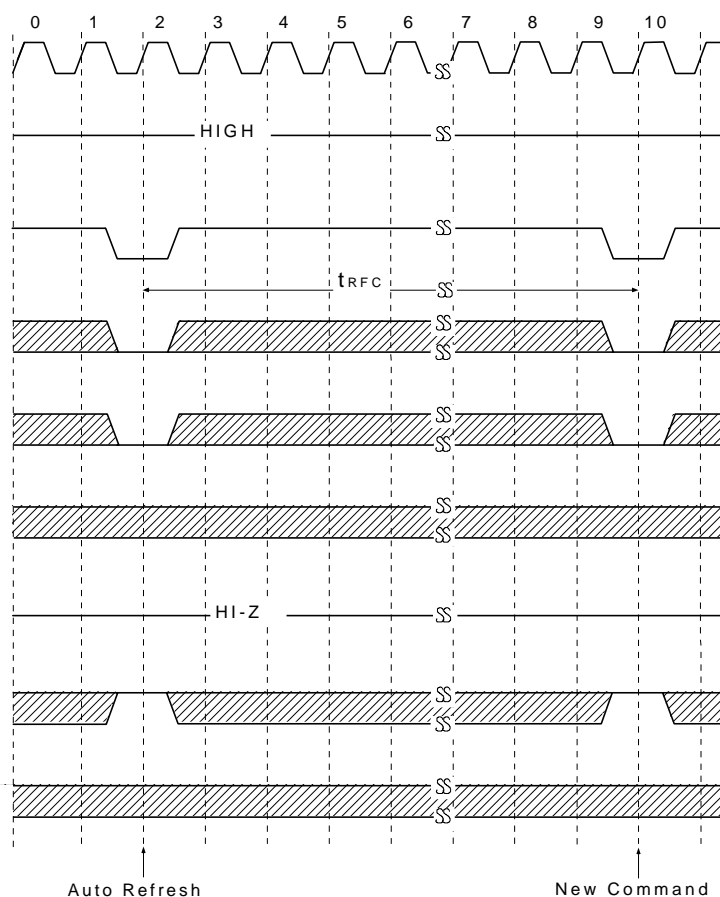 0 1 2 3 4 5 6 7 8 9 10
HIGH
tRFC
HI-Z
Auto Refresh
New Command